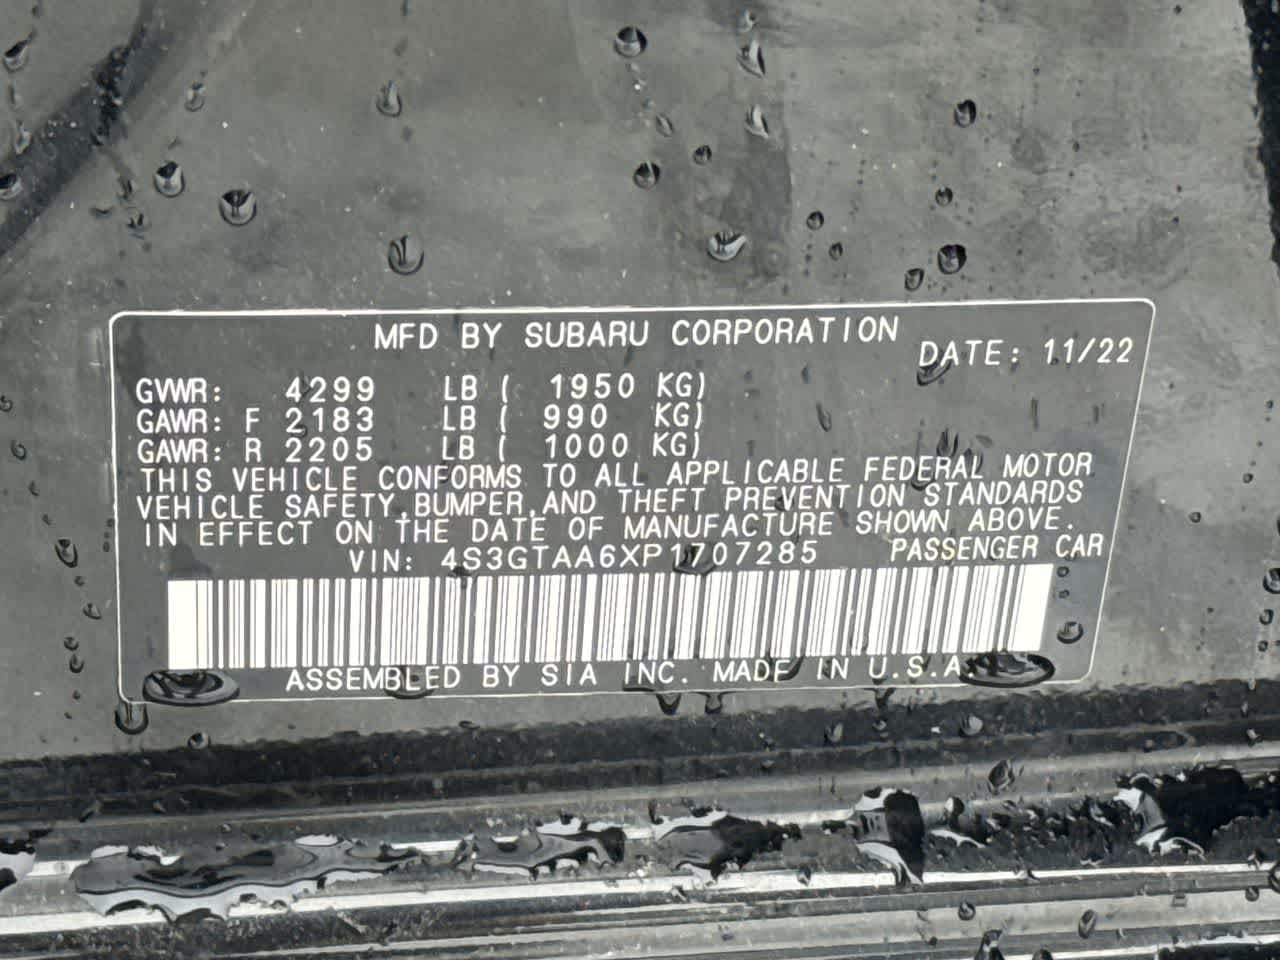 MFD BY SUBARU CORPORATION
DATE: 11/22
GVWR: 4299 LB ( 1950 KG)
GAWR: F 2183 LB ( 990 KG)
GAWR: R 2205 LB ( 1000 KG)
THIS VEHICLE CONFORMS TO ALL APPLICABLE FEDERAL MOTOR
VEHICLE SAFETY,BUMPER,AND THEFT PREVENTION STANDARDS
IN EFFECT ON THE DATE OF MANUFACTURE SHOWN ABOVE.
VIN: 4S3GTAA6XP1707285 PASSENGER CAR
ASSEMBLED BY SIA INC. MADE IN U.S.A.